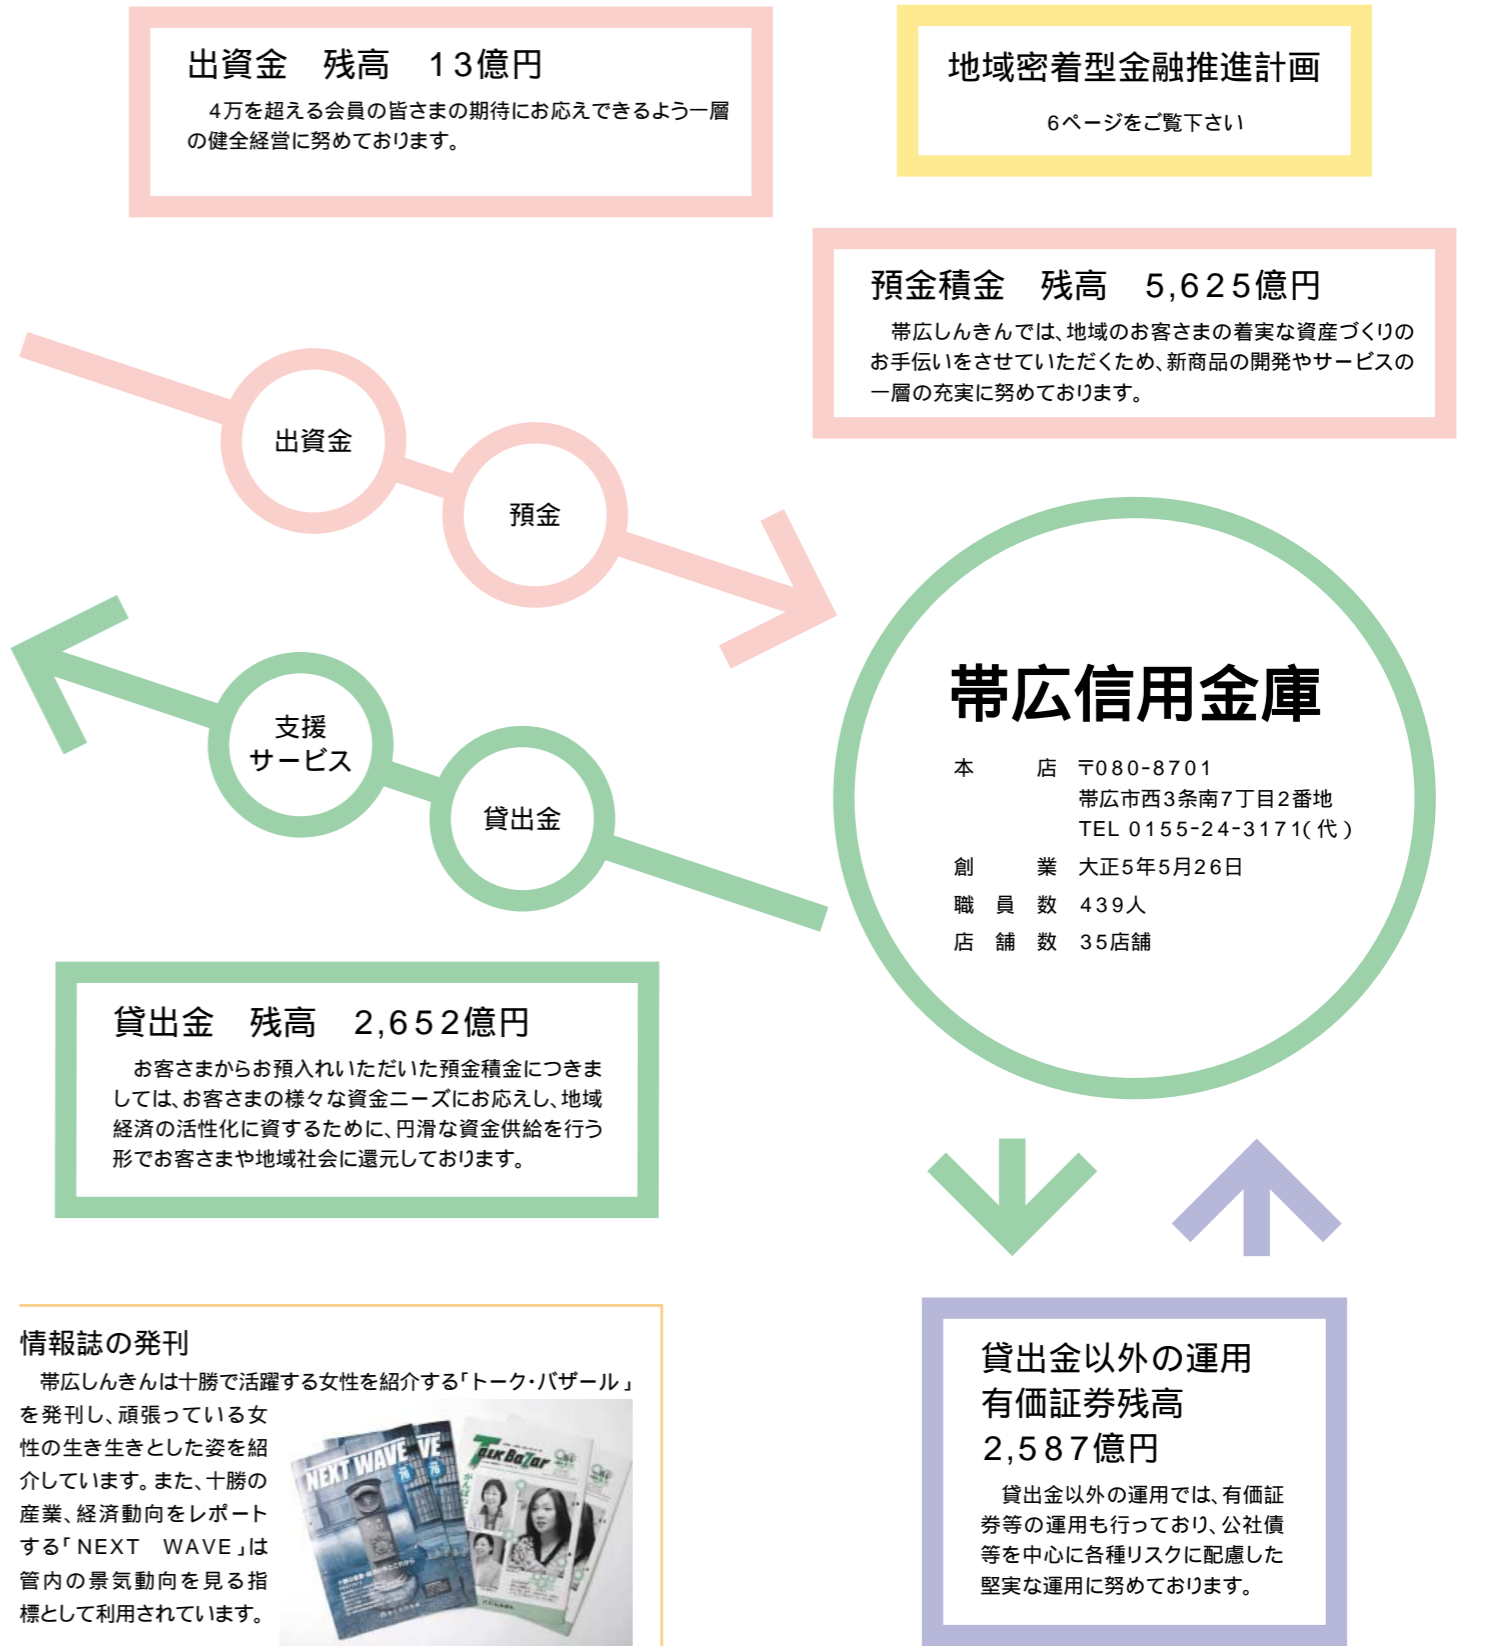 出資金　残高　13億円
4万を超える会員の皆さまの期待にお応えできるよう一層
の健全経営に努めております。
地域密着型金融推進計画
6ページをご覧下さい
預金積金　残高　5,625億円
帯広しんきんでは、地域のお客さまの着実な資産づくりの
お手伝いをさせていただくため、新商品の開発やサービスの
一層の充実に努めております。
出資金
預金
支援
サービス
貸出金
帯広信用金庫
本　店　〒080-8701
帯広市西3条南7丁目2番地
TEL 0155-24-3171(代)
創　業　大正5年5月26日
職員数　439人
店舗数　35店舗
貸出金　残高　2,652億円
お客さまからお預入れいただいた預金積金につきま
しては、お客さまの様々な資金ニーズにお応えし、地域
経済の活性化に資するために、円滑な資金供給を行う
形でお客さまや地域社会に還元しております。
情報誌の発刊
帯広しんきんは十勝で活躍する女性を紹介する「トーク・バザール」
を発刊し、頑張っている女
性の生き生きとした姿を紹
介しています。また、十勝の
産業、経済動向をレポート
する「NEXT　WAVE」は
管内の景気動向を見る指
標として利用されています。
NEXT WAVE
76
VE
76
Talk Bazar
貸出金以外の運用
有価証券残高
2,587億円
貸出金以外の運用では、有価証
券等の運用も行っており、公社債
等を中心に各種リスクに配慮した
堅実な運用に努めております。